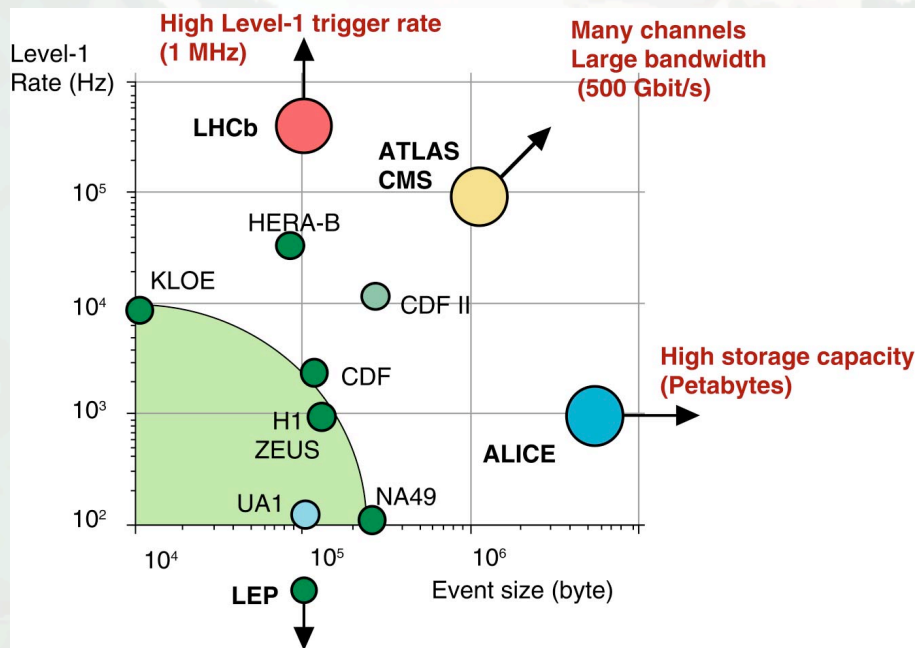 High Level-1 trigger rate
(1 MHz)
Many channels
Large bandwidth
(500 Gbit/s)
Level-1
Rate (Hz)
LHCb
ATLAS
CMS
10⁵
HERA-B
KLOE
10⁴
CDF II
High storage capacity
(Petabytes)
CDF
10³
H1
ZEUS
ALICE
UA1
NA49
10²
10⁴
10⁵
10⁶
LEP
Event size (byte)